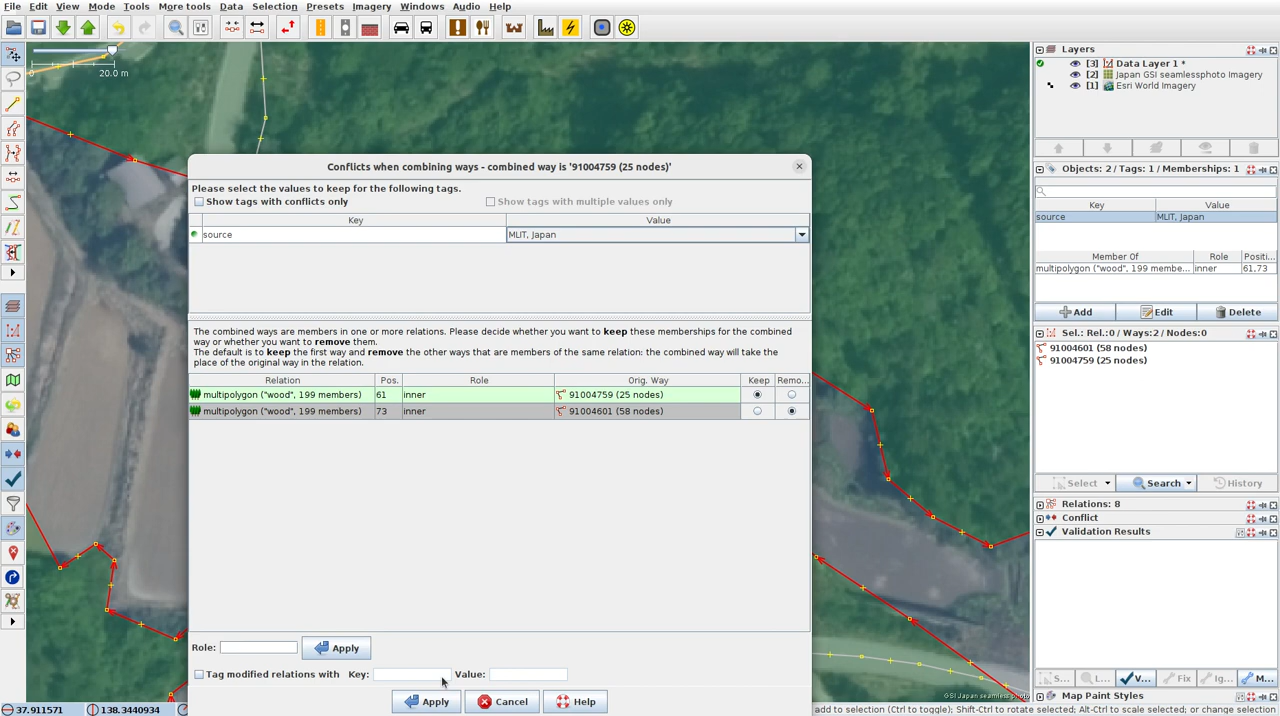 File Edit View Mode Tools More tools Data Selection Presets Imagery Windows Audio Help
0 20.0 m
Layers
[3] Data Layer 1 *
[2] Japan GSI seamlessphoto Imagery
[1] Esri World Imagery
Objects: 2 / Tags: 1 / Memberships: 1
Key Value
source MLIT, Japan
Member Of Role Positi...
multipolygon ("wood", 199 membe... inner 61.73
Add Edit Delete
Sel.: Rel.:0 / Ways:2 / Nodes:0
91004601 (58 nodes)
91004759 (25 nodes)
Select Search History
Relations: 8
Conflict
Validation Results
S... L... V... Fix Ig... M...
Map Paint Styles
Conflicts when combining ways - combined way is '91004759 (25 nodes)'
Please select the values to keep for the following tags.
Show tags with conflicts only Show tags with multiple values only
Key Value
source MLIT, Japan
The combined ways are members in one or more relations. Please decide whether you want to keep these memberships for the combined
way or whether you want to remove them.
The default is to keep the first way and remove the other ways that are members of the same relation: the combined way will take the
place of the original way in the relation.
Relation Pos. Role Orig. Way Keep Remo...
multipolygon ("wood", 199 members) 61 inner 91004759 (25 nodes)
multipolygon ("wood", 199 members) 73 inner 91004601 (58 nodes)
Role: Apply
Tag modified relations with Key: Value:
Apply Cancel Help
GSI Japan seamless photo
37.911571 138.3440934 add to selection (Ctrl to toggle); Shift-Ctrl to rotate selected; Alt-Ctrl to scale selected; or change selection